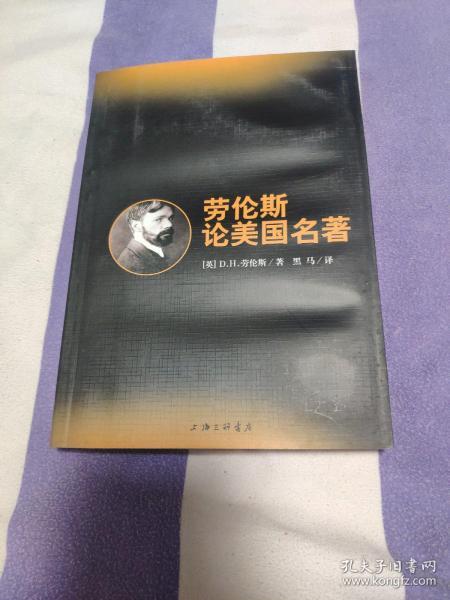 劳伦斯
论美国名著
[英] D.H.劳伦斯/著 黑 马/译
上海三联书店
孔夫子旧书网
www.kongfz.com